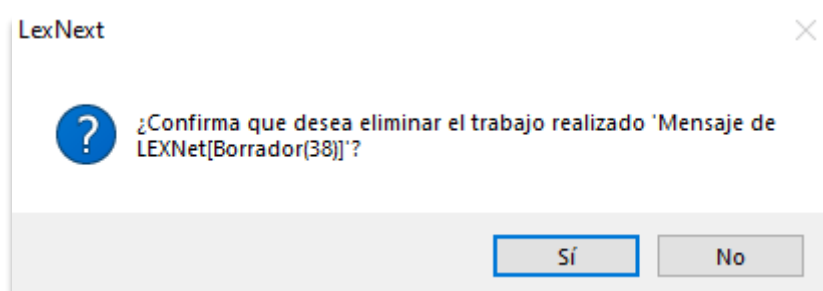 LexNext
¿Confirma que desea eliminar el trabajo realizado 'Mensaje de
LEXNet[Borrador(38)]'?
Sí
No